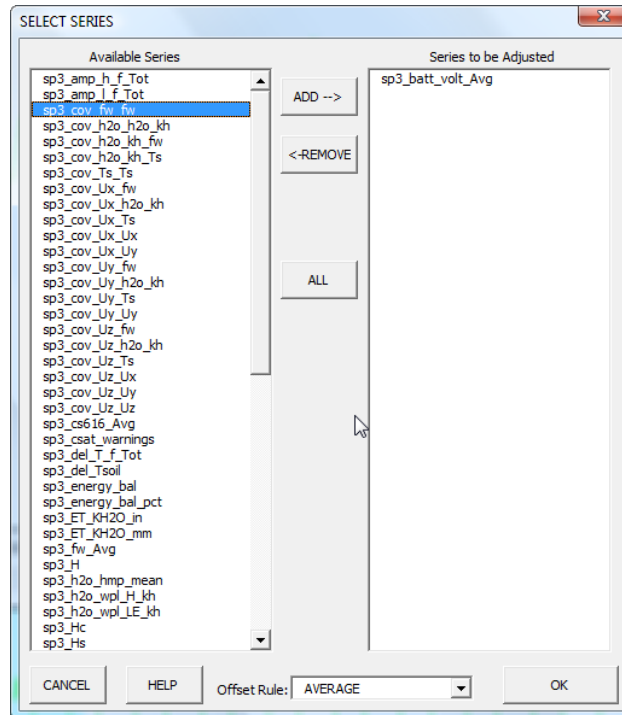 SELECT SERIES
x
Available Series
Series to be Adjusted
sp3_amp_h_f_Tot
sp3_amp_l_f_Tot
sp3_cov_fw_fw
sp3_cov_h2o_h2o_kh
sp3_cov_h2o_kh_fw
sp3_cov_h2o_kh_Ts
sp3_cov_Ts_Ts
sp3_cov_Ux_fw
sp3_cov_Ux_h2o_kh
sp3_cov_Ux_Ts
sp3_cov_Ux_Ux
sp3_cov_Ux_Uy
sp3_cov_Uy_fw
sp3_cov_Uy_h2o_kh
sp3_cov_Uy_Ts
sp3_cov_Uy_Uy
sp3_cov_Uz_fw
sp3_cov_Uz_h2o_kh
sp3_cov_Uz_Ts
sp3_cov_Uz_Ux
sp3_cov_Uz_Uy
sp3_cov_Uz_Uz
sp3_cs616_Avg
sp3_csat_warnings
sp3_del_T_f_Tot
sp3_del_Tsoil
sp3_energy_bal
sp3_energy_bal_pct
sp3_ET_KH2O_in
sp3_ET_KH2O_mm
sp3_fw_Avg
sp3_H
sp3_h2o_hmp_mean
sp3_h2o_wpl_H_kh
sp3_h2o_wpl_LE_kh
sp3_Hc
sp3_Hs
ADD -->
<-REMOVE
ALL
sp3_batt_volt_Avg
CANCEL
HELP
Offset Rule: AVERAGE
OK